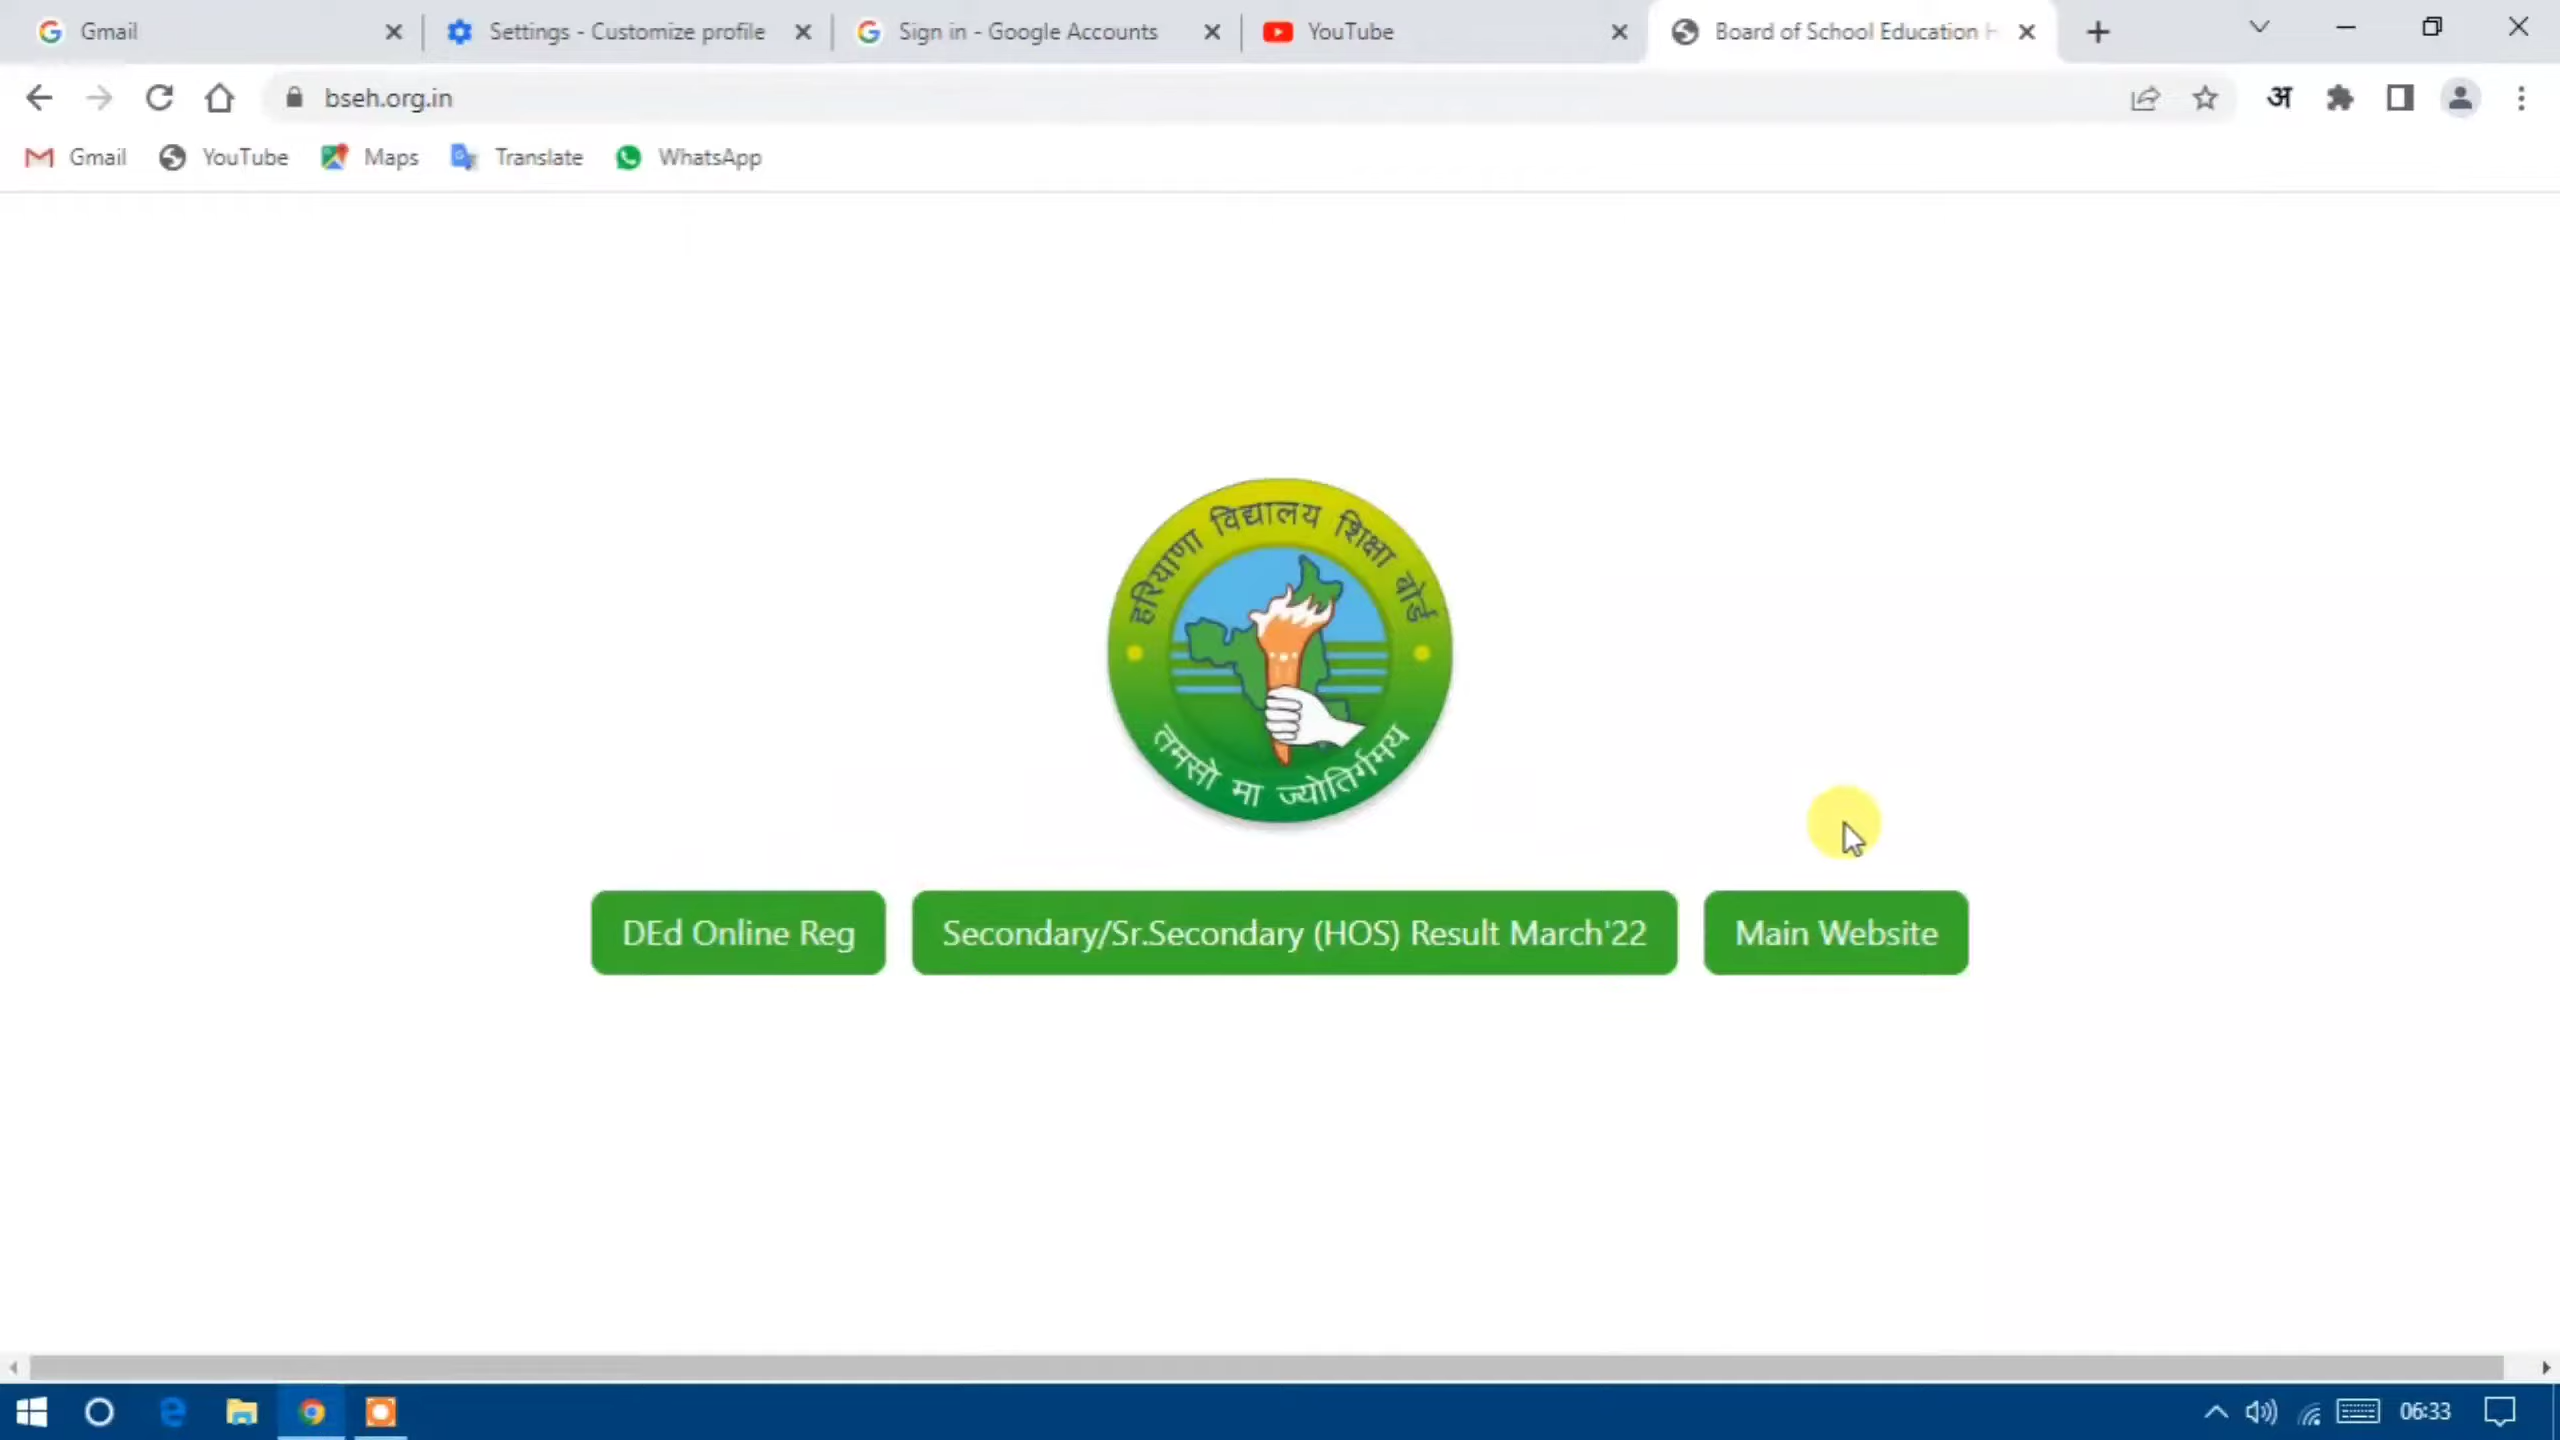 Gmail
Settings - Customize profile
Sign in - Google Accounts
YouTube
Board of School Education H
bseh.org.in
अ
Gmail
YouTube
Maps
Translate
WhatsApp
हरियाणा विद्यालय शिक्षा बोर्ड
तमसो मा ज्योतिर्गमय
DEd Online Reg
Secondary/Sr.Secondary (HOS) Result March'22
Main Website
06:33